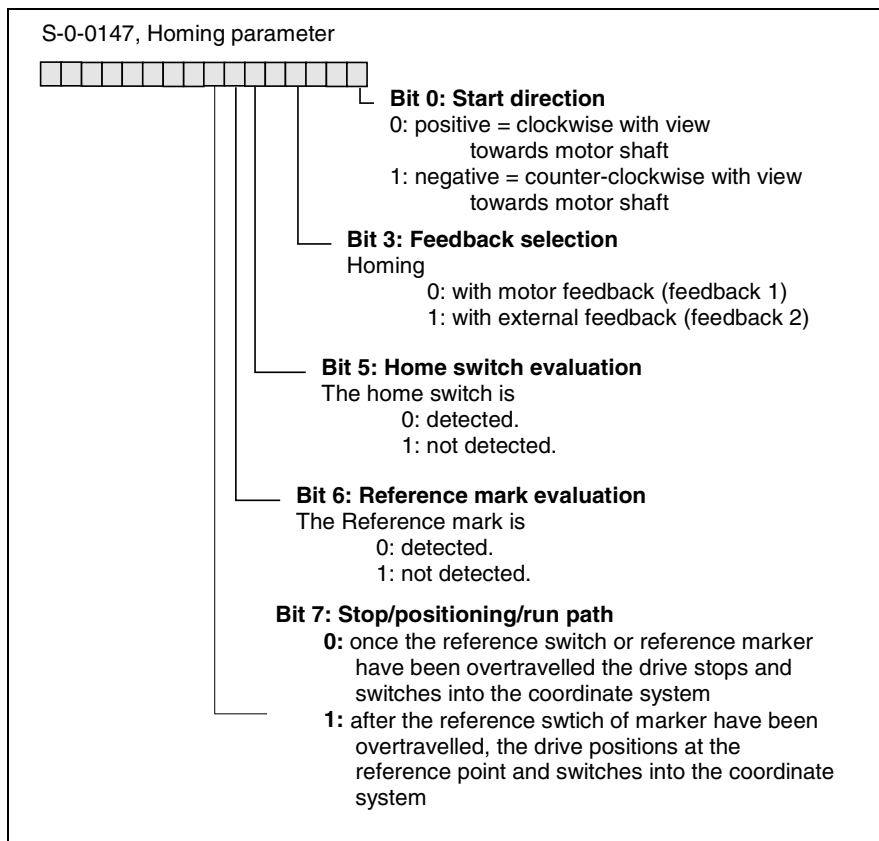 S-0-0147, Homing parameter
Bit 0: Start direction
0: positive = clockwise with view
towards motor shaft
1: negative = counter-clockwise with view
towards motor shaft
Bit 3: Feedback selection
Homing
0: with motor feedback (feedback 1)
1: with external feedback (feedback 2)
Bit 5: Home switch evaluation
The home switch is
0: detected.
1: not detected.
Bit 6: Reference mark evaluation
The Reference mark is
0: detected.
1: not detected.
Bit 7: Stop/positioning/run path
0: once the reference switch or reference marker
have been overtravelled the drive stops and
switches into the coordinate system
1: after the reference swtich of marker have been
overtravelled, the drive positions at the
reference point and switches into the coordinate
system